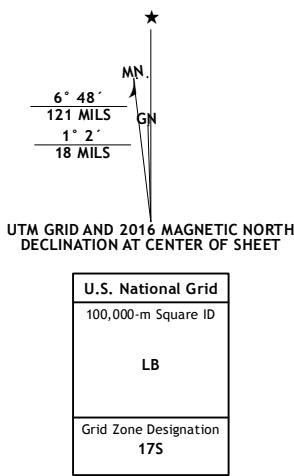 ★
MN.
GN
6° 48´
121 MILS
1° 2´
18 MILS
UTM GRID AND 2016 MAGNETIC NORTH
DECLINATION AT CENTER OF SHEET
U.S. National Grid
100,000-m Square ID
LB
Grid Zone Designation
17S